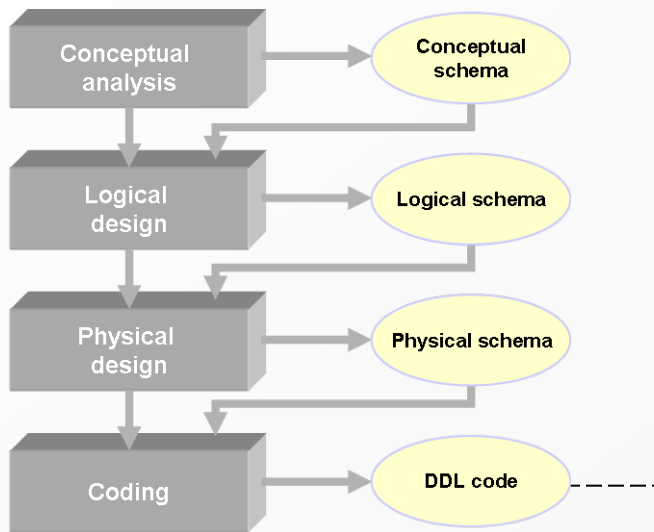 Conceptual
analysis
Conceptual
schema
Logical
design
Logical schema
Physical
design
Physical schema
Coding
DDL code